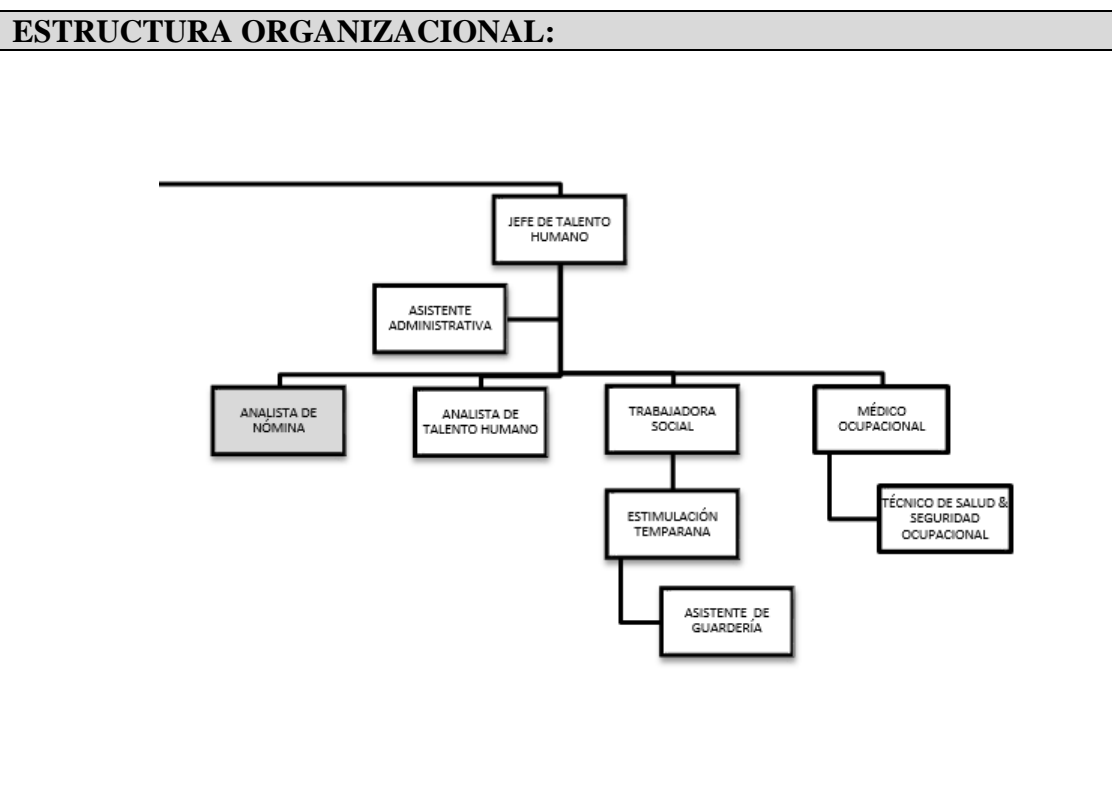 ESTRUCTURA ORGANIZACIONAL:
JEFE DE TALENTO
HUMANO
ASISTENTE
ADMINISTRATIVA
ANALISTA DE
NÓMINA
ANALISTA DE
TALENTO HUMANO
TRABAJADORA
SOCIAL
MÉDICO
OCUPACIONAL
ESTIMULACIÓN
TEMPARANA
TÉCNICO DE SALUD &
SEGURIDAD
OCUPACIONAL
ASISTENTE DE
GUARDERÍA